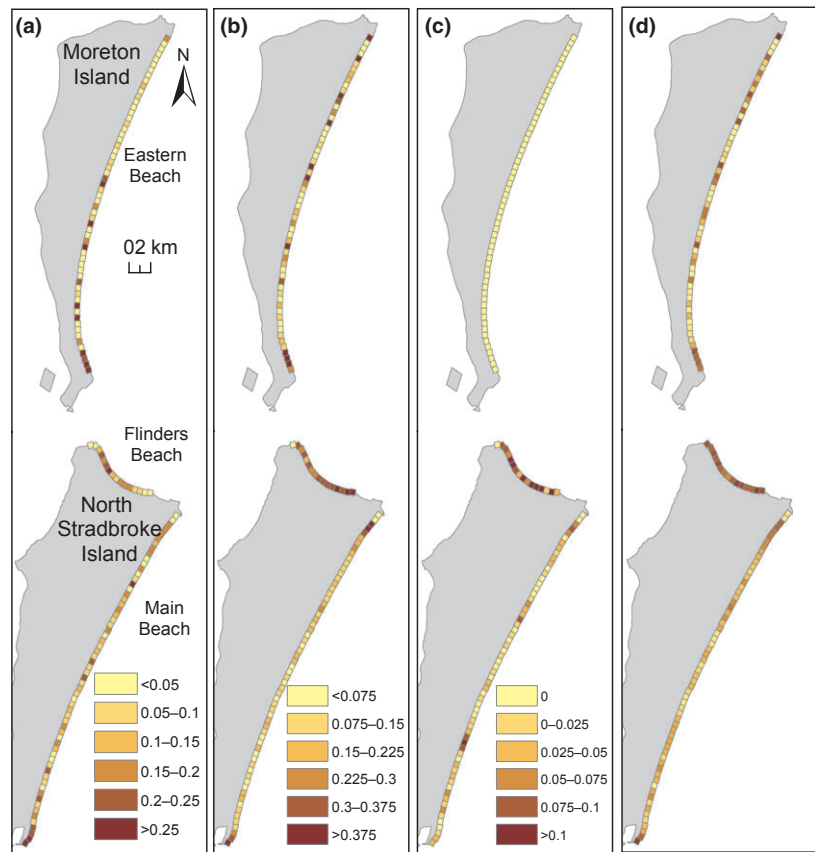 (a)
Moreton
Island
N
Eastern
Beach
02 km
Flinders
Beach
North
Stradbroke
Island
Main
Beach
<0.05
0.05–0.1
0.1–0.15
0.15–0.2
0.2–0.25
>0.25
(b)
<0.075
0.075–0.15
0.15–0.225
0.225–0.3
0.3–0.375
>0.375
(c)
0
0–0.025
0.025–0.05
0.05–0.075
0.075–0.1
>0.1
(d)